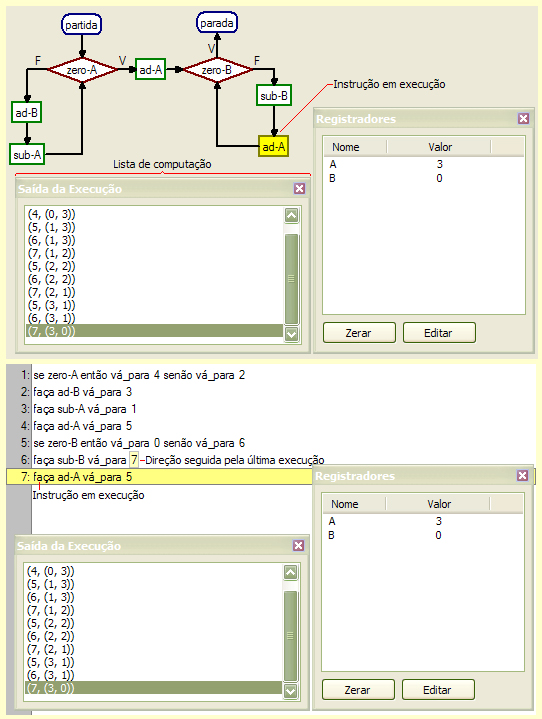 partida
parada
F
V
V
F
zero-A
ad-A
zero-B
ad-B
sub-B
Instrução em execução
sub-A
ad-A
Lista de computação
Registradores
Nome Valor
A 3
B 0
Zerar Editar
Saída da Execução
(4, (0, 3))
(5, (1, 3))
(6, (1, 3))
(7, (1, 2))
(5, (2, 2))
(6, (2, 2))
(7, (2, 1))
(5, (3, 1))
(6, (3, 1))
(7, (3, 0))
1: se zero-A então vá_para 4 senão vá_para 2
2: faça ad-B vá_para 3
3: faça sub-A vá_para 1
4: faça ad-A vá_para 5
5: se zero-B então vá_para 0 senão vá_para 6
6: faça sub-B vá_para 7 Direção seguida pela última execução
7: faça ad-A vá_para 5
Instrução em execução
Registradores
Nome Valor
A 3
B 0
Zerar Editar
Saída da Execução
(4, (0, 3))
(5, (1, 3))
(6, (1, 3))
(7, (1, 2))
(5, (2, 2))
(6, (2, 2))
(7, (2, 1))
(5, (3, 1))
(6, (3, 1))
(7, (3, 0))